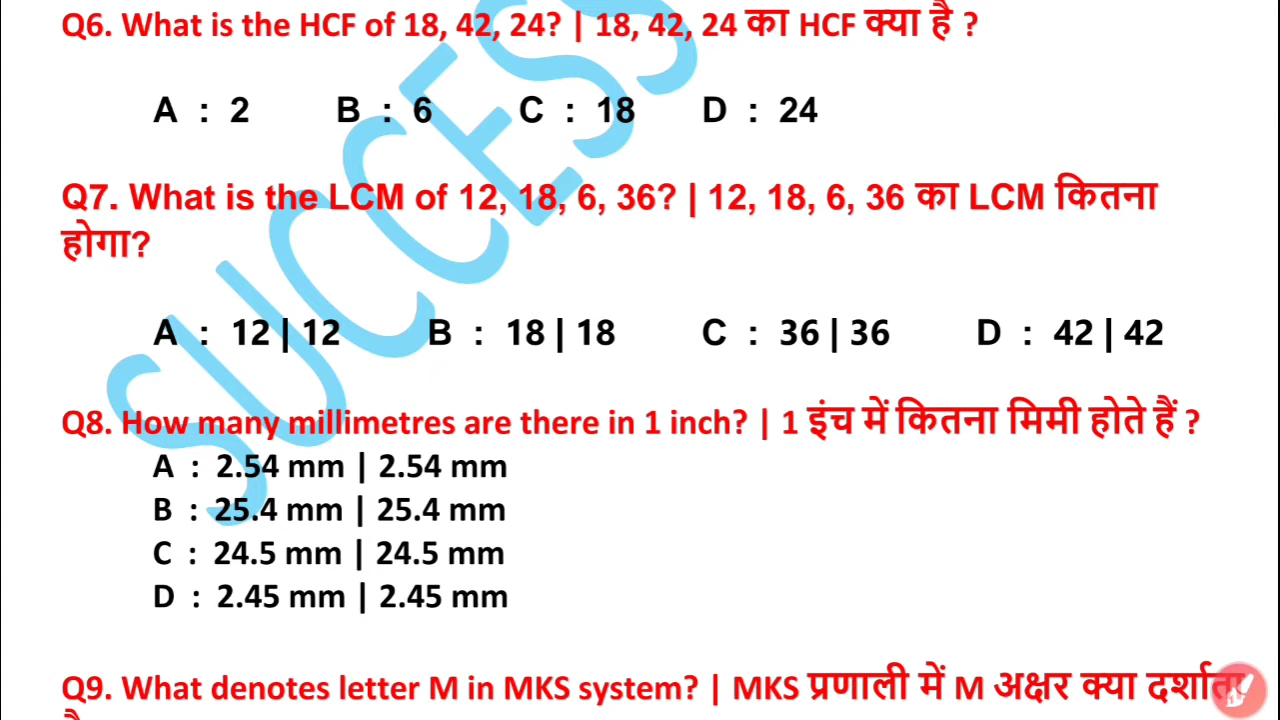 Q6. What is the HCF of 18, 42, 24? | 18, 42, 24 का HCF क्या है ?
A : 2 B : 6 C : 18 D : 24
Q7. What is the LCM of 12, 18, 6, 36? | 12, 18, 6, 36 का LCM कितना
होगा?
A : 12 | 12 B : 18 | 18 C : 36 | 36 D : 42 | 42
Q8. How many millimetres are there in 1 inch? | 1 इंच में कितना मिमी होते हैं ?
A : 2.54 mm | 2.54 mm
B : 25.4 mm | 25.4 mm
C : 24.5 mm | 24.5 mm
D : 2.45 mm | 2.45 mm
Q9. What denotes letter M in MKS system? | MKS प्रणाली में M अक्षर क्या दर्शाता
SUCCESS